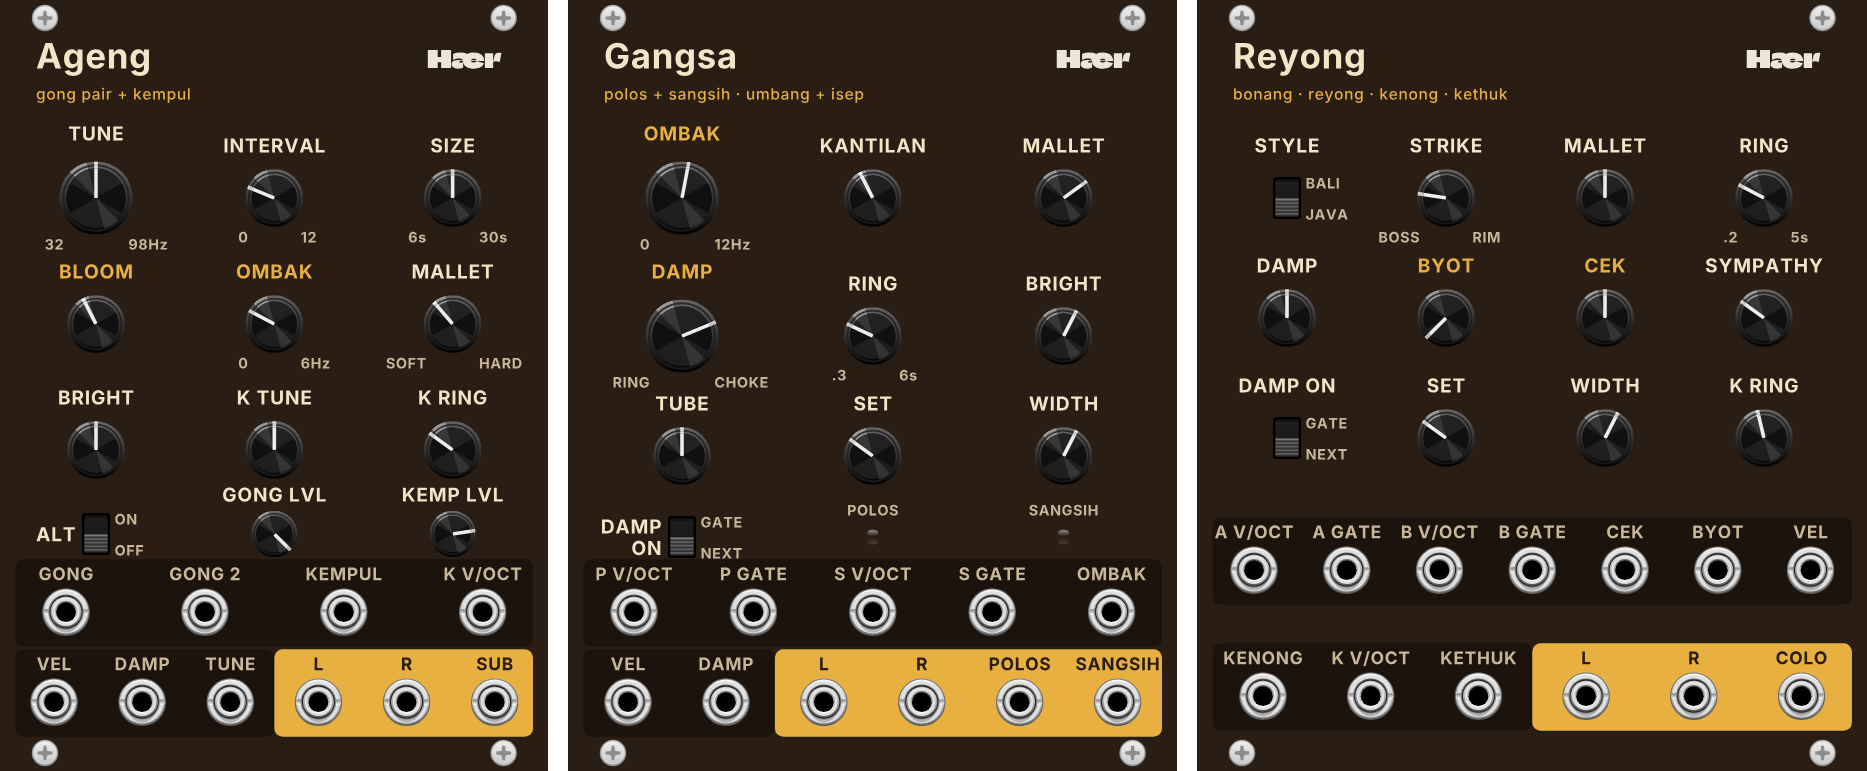 Ageng
Hær
gong pair + kempul
TUNE
INTERVAL
SIZE
32
98Hz
0
12
6s
30s
BLOOM
OMBAK
MALLET
0
6Hz
SOFT
HARD
BRIGHT
K TUNE
K RING
GONG LVL
KEMP LVL
ALT
ON
OFF
GONG
GONG 2
KEMPUL
K V/OCT
VEL
DAMP
TUNE
L
R
SUB
Gangsa
Hær
polos + sangsih · umbang + isep
OMBAK
KANTILAN
MALLET
0
12Hz
DAMP
RING
BRIGHT
RING
CHOKE
.3
6s
TUBE
SET
WIDTH
DAMP
ON
GATE
NEXT
POLOS
SANGSIH
P V/OCT
P GATE
S V/OCT
S GATE
OMBAK
VEL
DAMP
L
R
POLOS
SANGSIH
Reyong
Hær
bonang · reyong · kenong · kethuk
STYLE
STRIKE
MALLET
RING
BALI
JAVA
BOSS
RIM
.2
5s
DAMP
BYOT
CEK
SYMPATHY
DAMP ON
SET
WIDTH
K RING
GATE
NEXT
A V/OCT
A GATE
B V/OCT
B GATE
CEK
BYOT
VEL
KENONG
K V/OCT
KETHUK
L
R
COLO